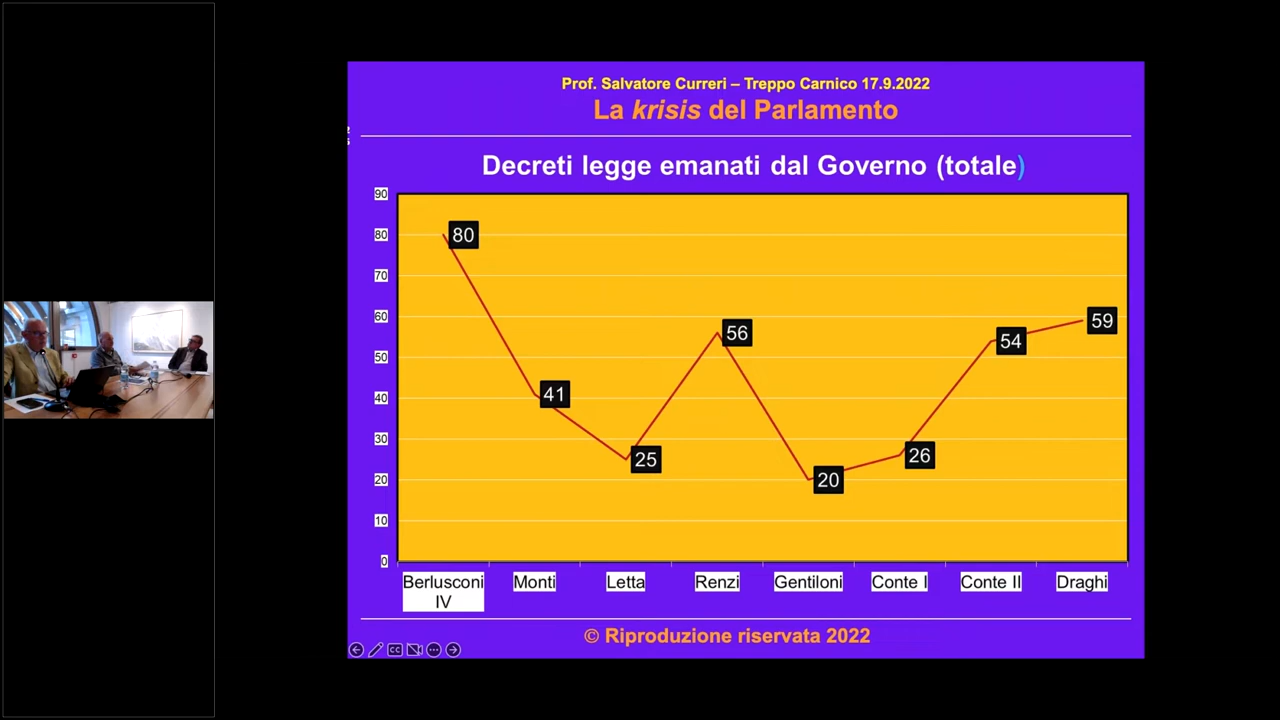 Prof. Salvatore Curreri – Treppo Carnico 17.9.2022
La krisis del Parlamento
Decreti legge emanati dal Governo (totale)
90
80
70
60
50
40
30
20
10
0
80
41
25
56
20
26
54
59
Berlusconi
IV
Monti
Letta
Renzi
Gentiloni
Conte I
Conte II
Draghi
© Riproduzione riservata 2022
CC